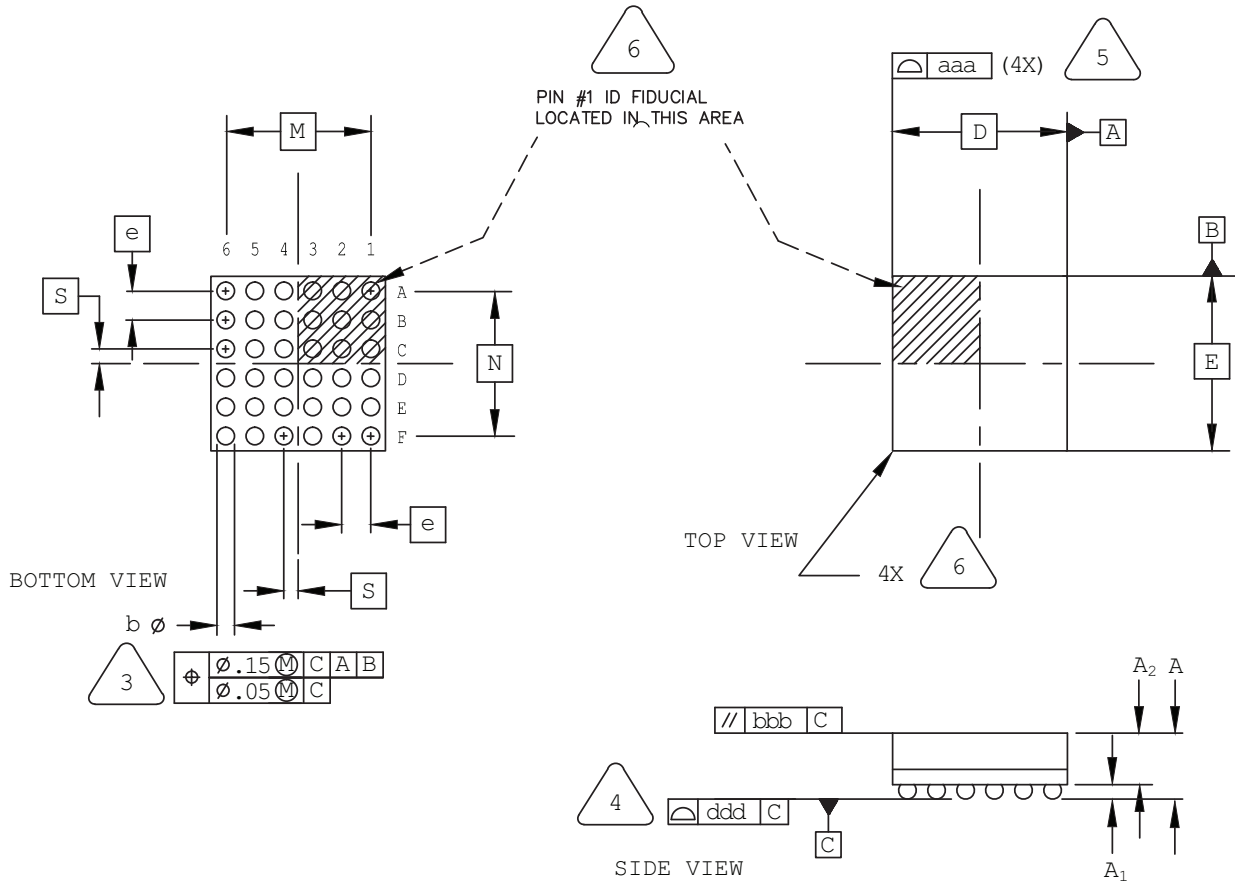 6
PIN #1 ID FIDUCIAL
LOCATED IN THIS AREA
aaa (4X)
5
M
D
A
e
B
6 5 4 3 2 1
S
A
B
C
N
E
D
E
F
e
TOP VIEW
4X
6
BOTTOM VIEW
S
b ⌀
3
⌖ ⌀.15 Ⓜ C A B
⌀.05 Ⓜ C
A₂ A
// bbb C
4
⌓ ddd C
C
SIDE VIEW
A₁